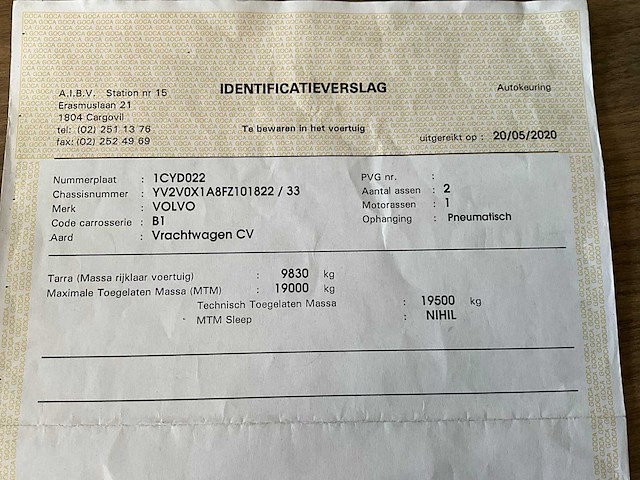 IDENTIFICATIEVERSLAG
Autokeuring
A.I.B.V. Station nr 15
Erasmuslaan 21
1804 Cargovil
tel: (02) 251 13 76
fax: (02) 252 49 69
Te bewaren in het voertuig
uitgereikt op : 20/05/2020
Nummerplaat : 1CYD022
PVG nr. :
Chassisnummer : YV2V0X1A8FZ101822 / 33
Aantal assen : 2
Merk : VOLVO
Motorassen : 1
Code carrosserie : B1
Ophanging : Pneumatisch
Aard : Vrachtwagen CV
Tarra (Massa rijklaar voertuig) : 9830 kg
Maximale Toegelaten Massa (MTM) : 19000 kg
Technisch Toegelaten Massa : 19500 kg
MTM Sleep : NIHIL